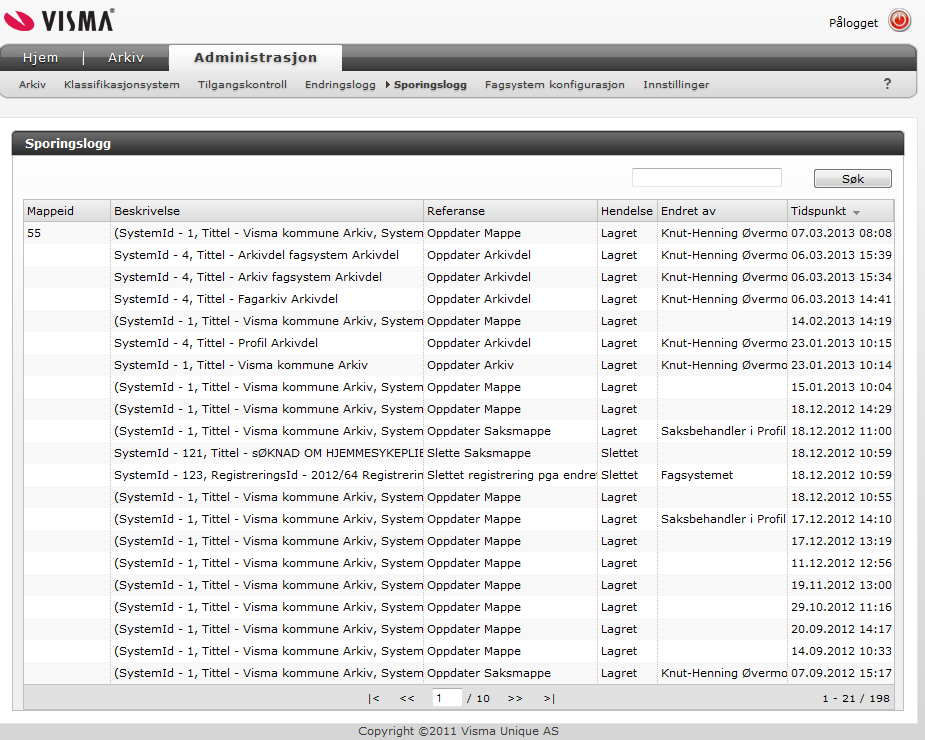 VISMA®
Pålogget
Hjem | Arkiv Administrasjon
Arkiv Klassifikasjonsystem Tilgangskontroll Endringslogg Sporingslogg Fagsystem konfigurasjon Innstillinger ?
Sporingslogg
Søk
Mappeid Beskrivelse Referanse Hendelse Endret av Tidspunkt
55 (SystemId - 1, Tittel - Visma kommune Arkiv, System Oppdater Mappe Lagret Knut-Henning Øvermo 07.03.2013 08:08
SystemId - 4, Tittel - Arkivdel fagsystem Arkivdel Oppdater Arkivdel Lagret Knut-Henning Øvermo 06.03.2013 15:39
SystemId - 4, Tittel - Arkiv fagsystem Arkivdel Oppdater Arkivdel Lagret Knut-Henning Øvermo 06.03.2013 15:34
SystemId - 4, Tittel - Fagarkiv Arkivdel Oppdater Arkivdel Lagret Knut-Henning Øvermo 06.03.2013 14:41
(SystemId - 1, Tittel - Visma kommune Arkiv, System Oppdater Mappe Lagret 14.02.2013 14:19
SystemId - 4, Tittel - Profil Arkivdel Oppdater Arkivdel Lagret Knut-Henning Øvermo 23.01.2013 10:15
SystemId - 1, Tittel - Visma kommune Arkiv Oppdater Arkiv Lagret Knut-Henning Øvermo 23.01.2013 10:14
(SystemId - 1, Tittel - Visma kommune Arkiv, System Oppdater Mappe Lagret 15.01.2013 10:04
(SystemId - 1, Tittel - Visma kommune Arkiv, System Oppdater Mappe Lagret 18.12.2012 14:29
(SystemId - 1, Tittel - Visma kommune Arkiv, System Oppdater Saksmappe Lagret Saksbehandler i Profil 18.12.2012 11:00
SystemId - 121, Tittel - sØKNAD OM HJEMMESYKEPLIE Slette Saksmappe Slettet 18.12.2012 10:59
SystemId - 123, RegistreringsId - 2012/64 Registrerin Slettet registrering pga endre Slettet Fagsystemet 18.12.2012 10:59
(SystemId - 1, Tittel - Visma kommune Arkiv, System Oppdater Mappe Lagret 18.12.2012 10:55
(SystemId - 1, Tittel - Visma kommune Arkiv, System Oppdater Mappe Lagret Saksbehandler i Profil 17.12.2012 14:10
(SystemId - 1, Tittel - Visma kommune Arkiv, System Oppdater Mappe Lagret 17.12.2012 13:19
(SystemId - 1, Tittel - Visma kommune Arkiv, System Oppdater Mappe Lagret 11.12.2012 12:56
(SystemId - 1, Tittel - Visma kommune Arkiv, System Oppdater Mappe Lagret 19.11.2012 13:00
(SystemId - 1, Tittel - Visma kommune Arkiv, System Oppdater Mappe Lagret 29.10.2012 11:16
(SystemId - 1, Tittel - Visma kommune Arkiv, System Oppdater Mappe Lagret 20.09.2012 14:17
(SystemId - 1, Tittel - Visma kommune Arkiv, System Oppdater Mappe Lagret 14.09.2012 10:33
(SystemId - 1, Tittel - Visma kommune Arkiv, System Oppdater Saksmappe Lagret Knut-Henning Øvermo 07.09.2012 15:17
|< << 1 / 10 >> >| 1 - 21 / 198
Copyright ©2011 Visma Unique AS